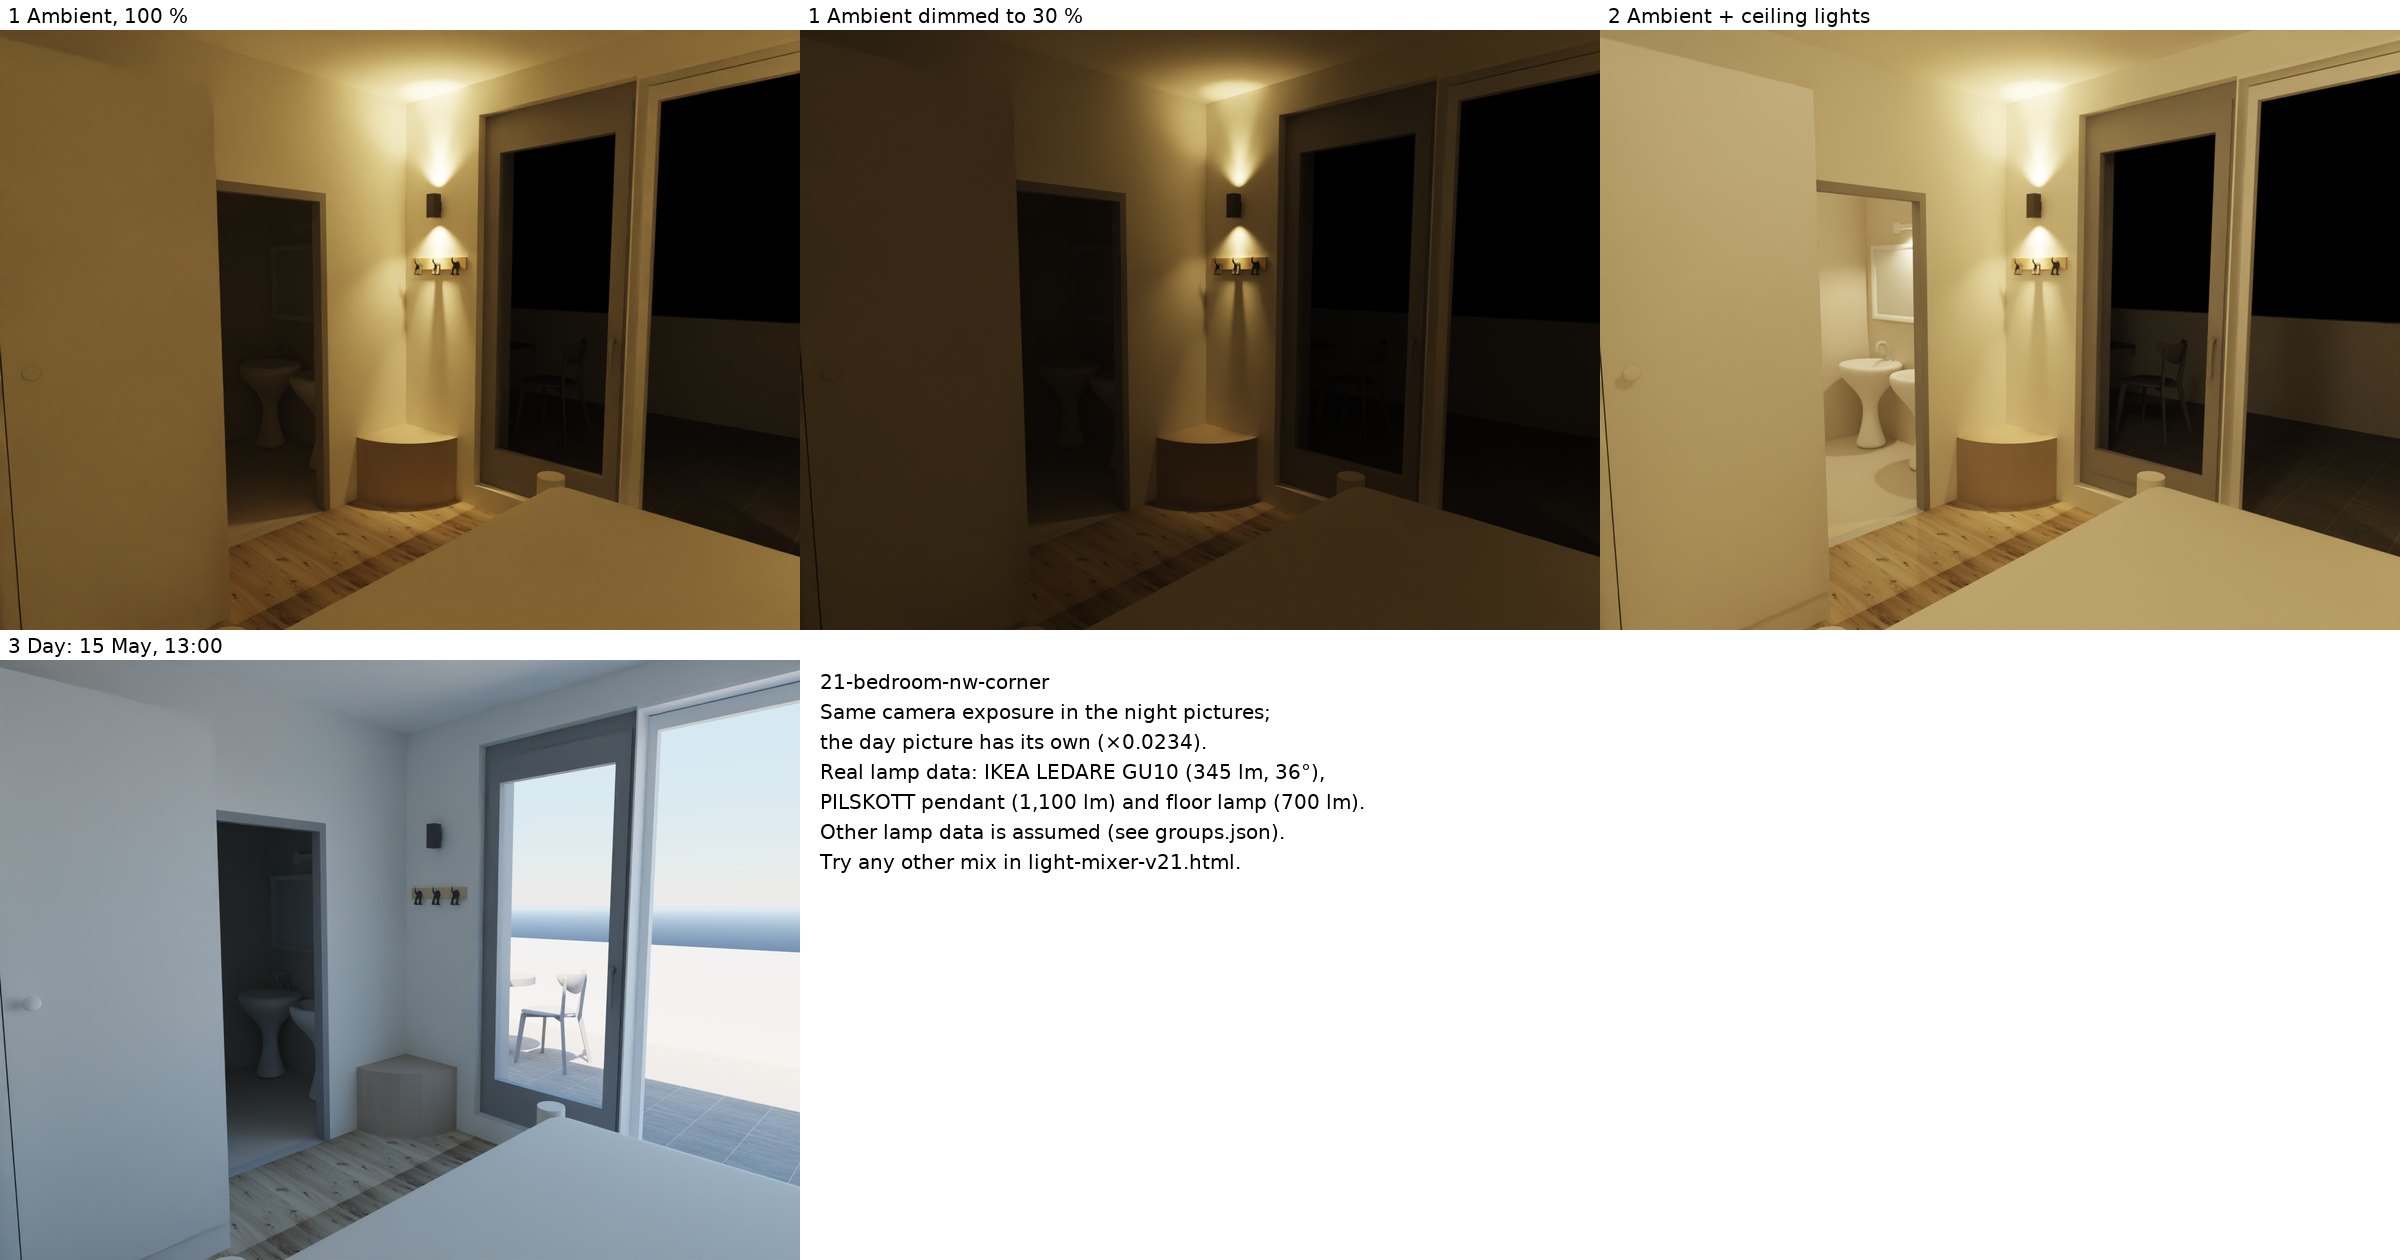 1 Ambient, 100 %
1 Ambient dimmed to 30 %
2 Ambient + ceiling lights
3 Day: 15 May, 13:00
21-bedroom-nw-corner
Same camera exposure in the night pictures;
the day picture has its own (×0.0234).
Real lamp data: IKEA LEDARE GU10 (345 lm, 36°),
PILSKOTT pendant (1,100 lm) and floor lamp (700 lm).
Other lamp data is assumed (see groups.json).
Try any other mix in light-mixer-v21.html.